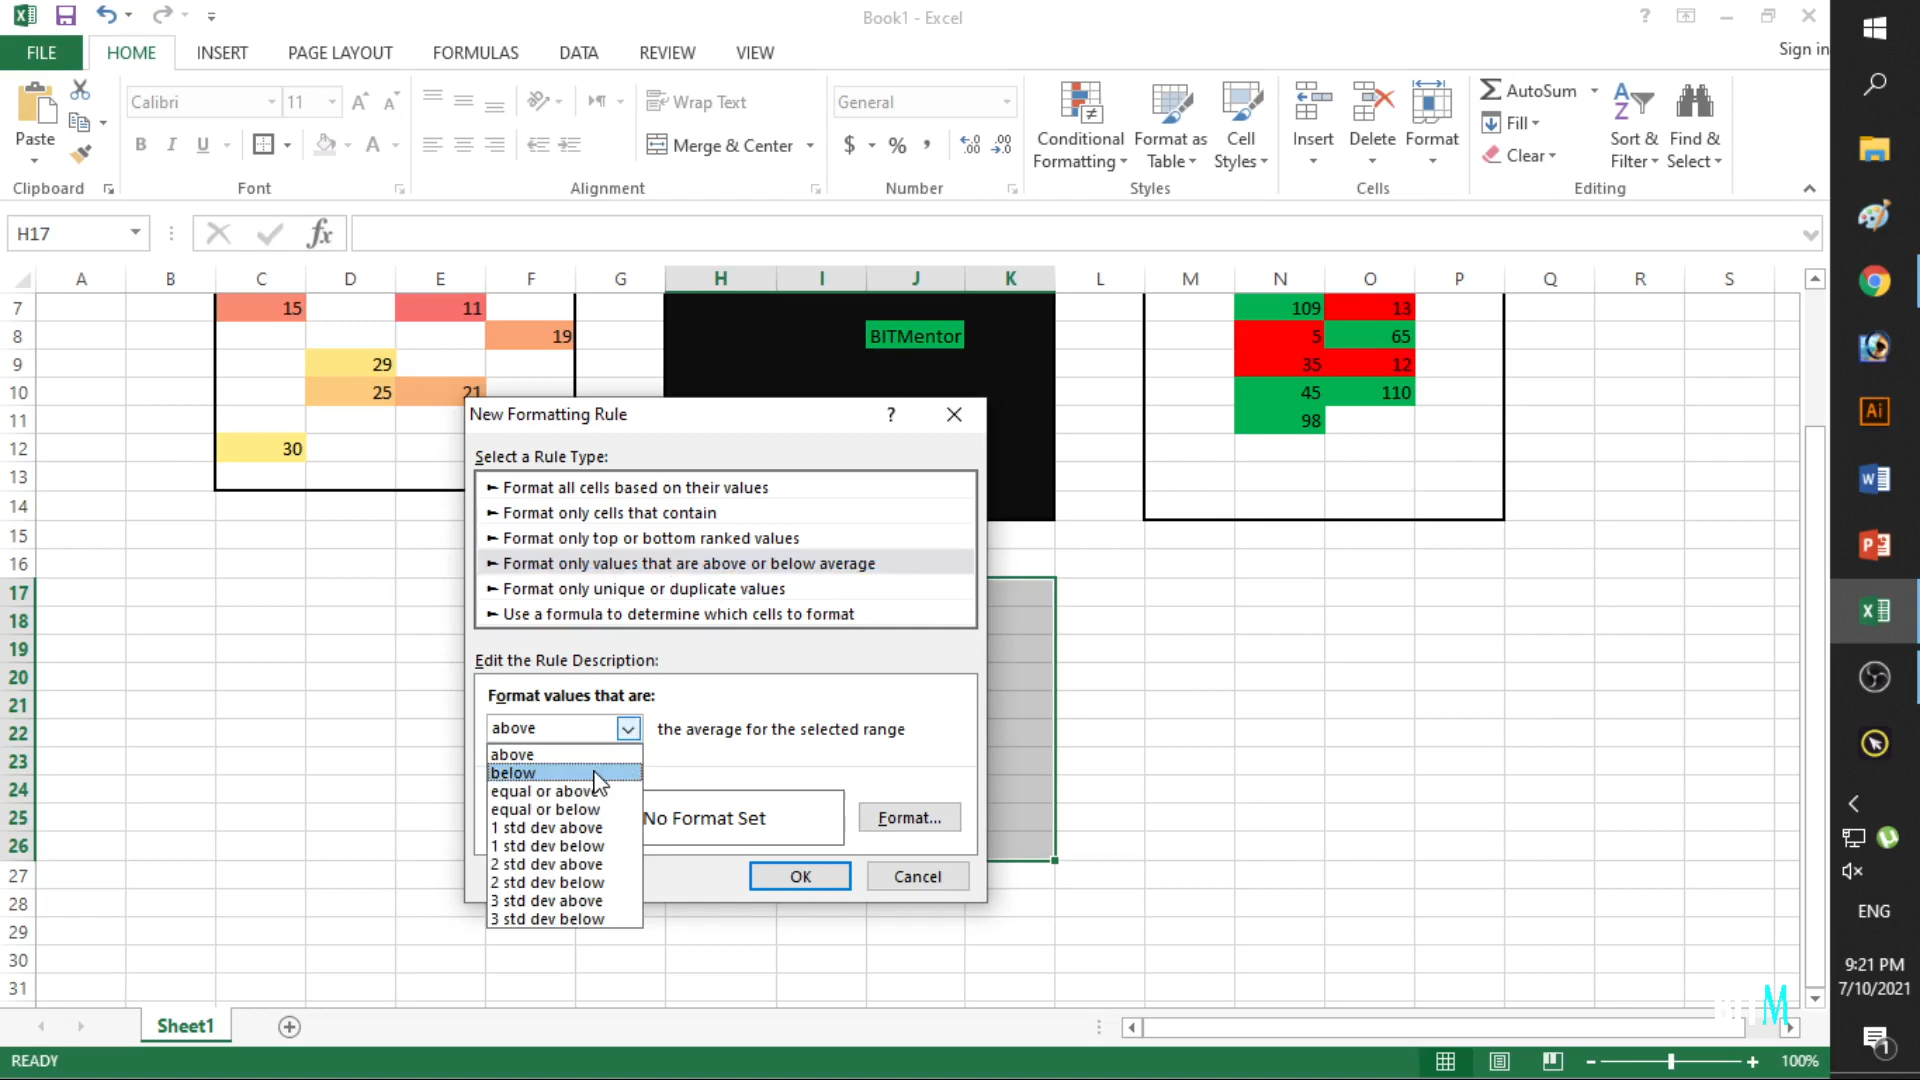 Book1 - Excel
Sign in
FILE HOME INSERT PAGE LAYOUT FORMULAS DATA REVIEW VIEW
Calibri 11 Wrap Text General AutoSum
Fill
Paste B I U Merge & Center $ % , Conditional Formatting Format as Table Cell Styles Insert Delete Format Clear Sort & Filter Find & Select
Clipboard Font Alignment Number Styles Cells Editing
H17 fx
A B C D E F G H I J K L M N O P Q R S
7 15 11 109 13
8 19 BITMentor 5 65
9 29 35 12
10 25 21 45 110
11 98
12 30
13
14
15
16
17
18
19
20
21
22
23
24
25
26
27
28
29
30
31
New Formatting Rule ?
Select a Rule Type:
► Format all cells based on their values
► Format only cells that contain
► Format only top or bottom ranked values
► Format only values that are above or below average
► Format only unique or duplicate values
► Use a formula to determine which cells to format
Edit the Rule Description:
Format values that are:
above the average for the selected range
above
below
equal or above
equal or below
1 std dev above
1 std dev below
2 std dev above
2 std dev below
3 std dev above
3 std dev below
No Format Set Format...
OK Cancel
Sheet1
READY 100%
ENG
9:21 PM
7/10/2021
1